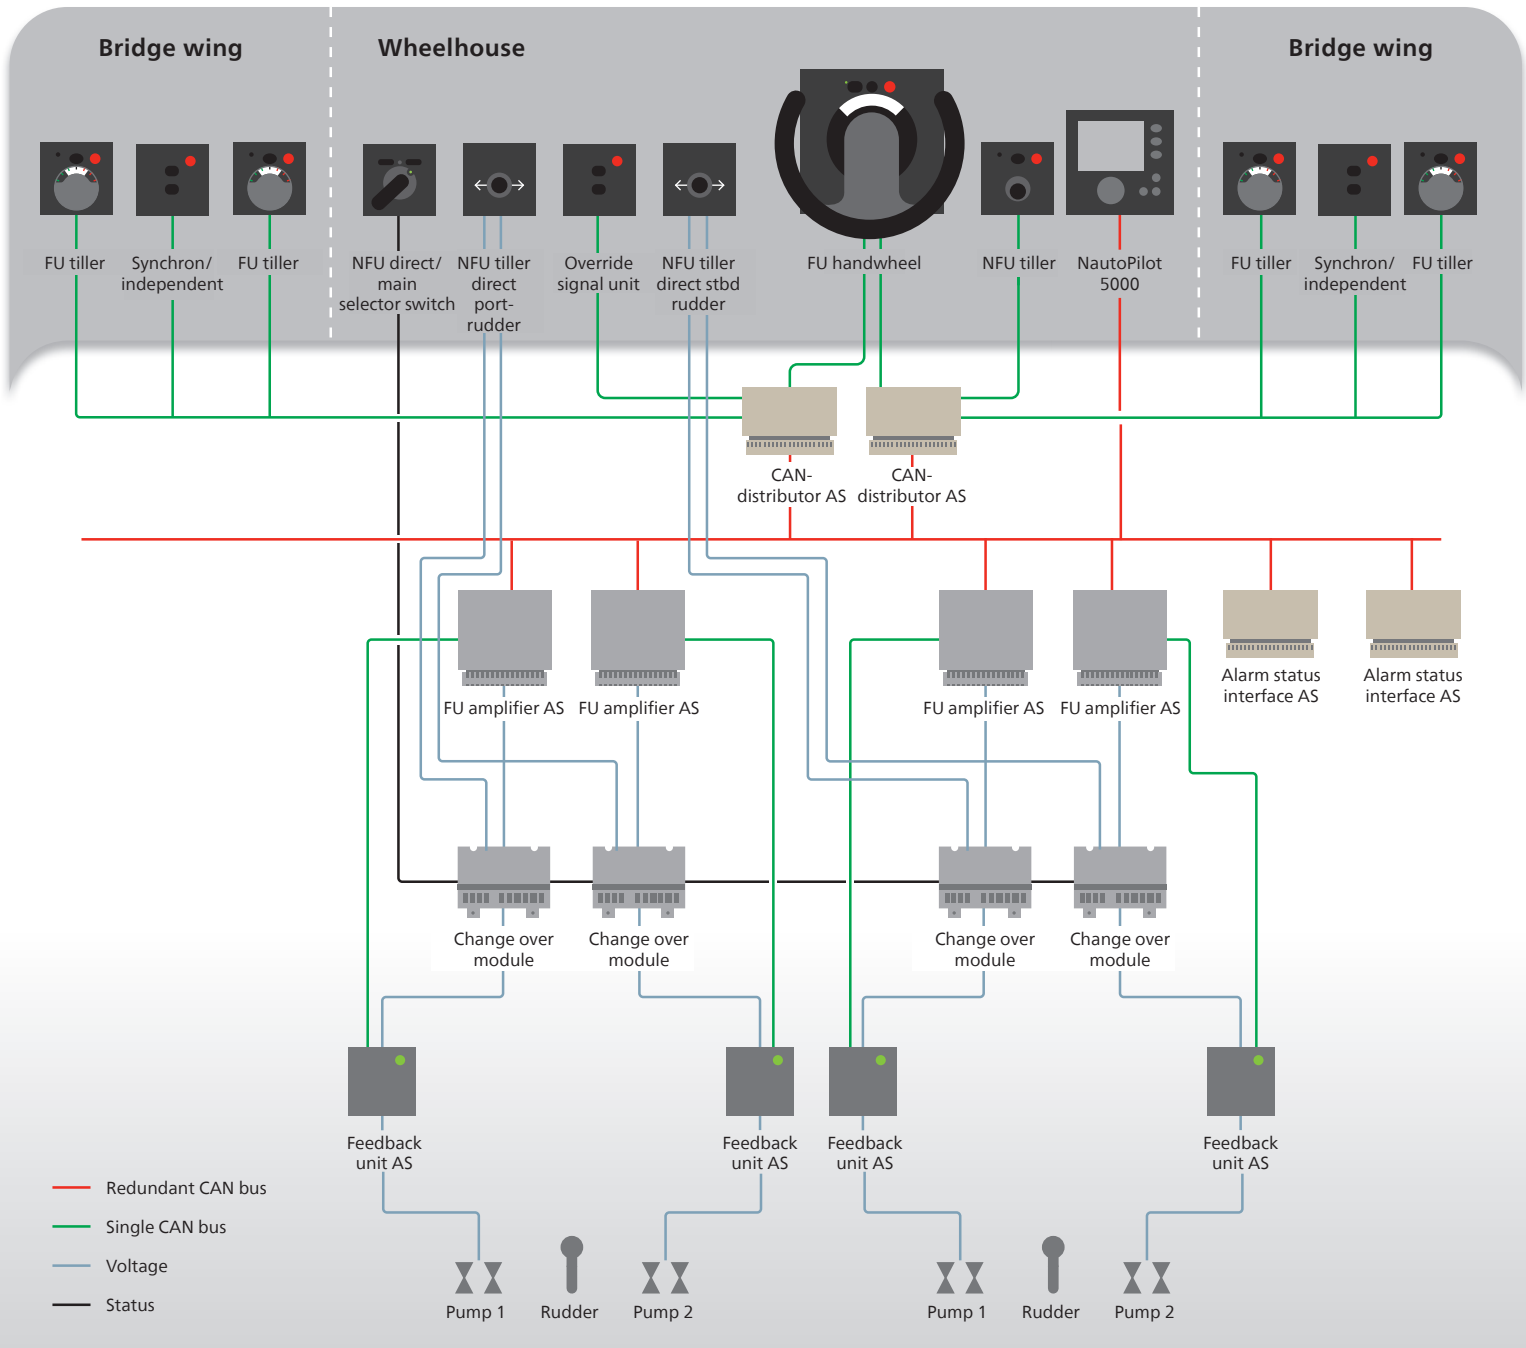 Bridge wing
Wheelhouse
Bridge wing
FU tiller
Synchron/
independent
FU tiller
NFU direct/
main
selector switch
NFU tiller
direct
port-
rudder
Override
signal unit
NFU tiller
direct stbd
rudder
FU handwheel
NFU tiller
NautoPilot
5000
FU tiller
Synchron/
independent
FU tiller
CAN-
distributor AS
CAN-
distributor AS
FU amplifier AS
FU amplifier AS
FU amplifier AS
FU amplifier AS
Alarm status
interface AS
Alarm status
interface AS
Change over
module
Change over
module
Change over
module
Change over
module
Feedback
unit AS
Feedback
unit AS
Feedback
unit AS
Feedback
unit AS
Redundant CAN bus
Single CAN bus
Voltage
Status
Pump 1
Rudder
Pump 2
Pump 1
Rudder
Pump 2